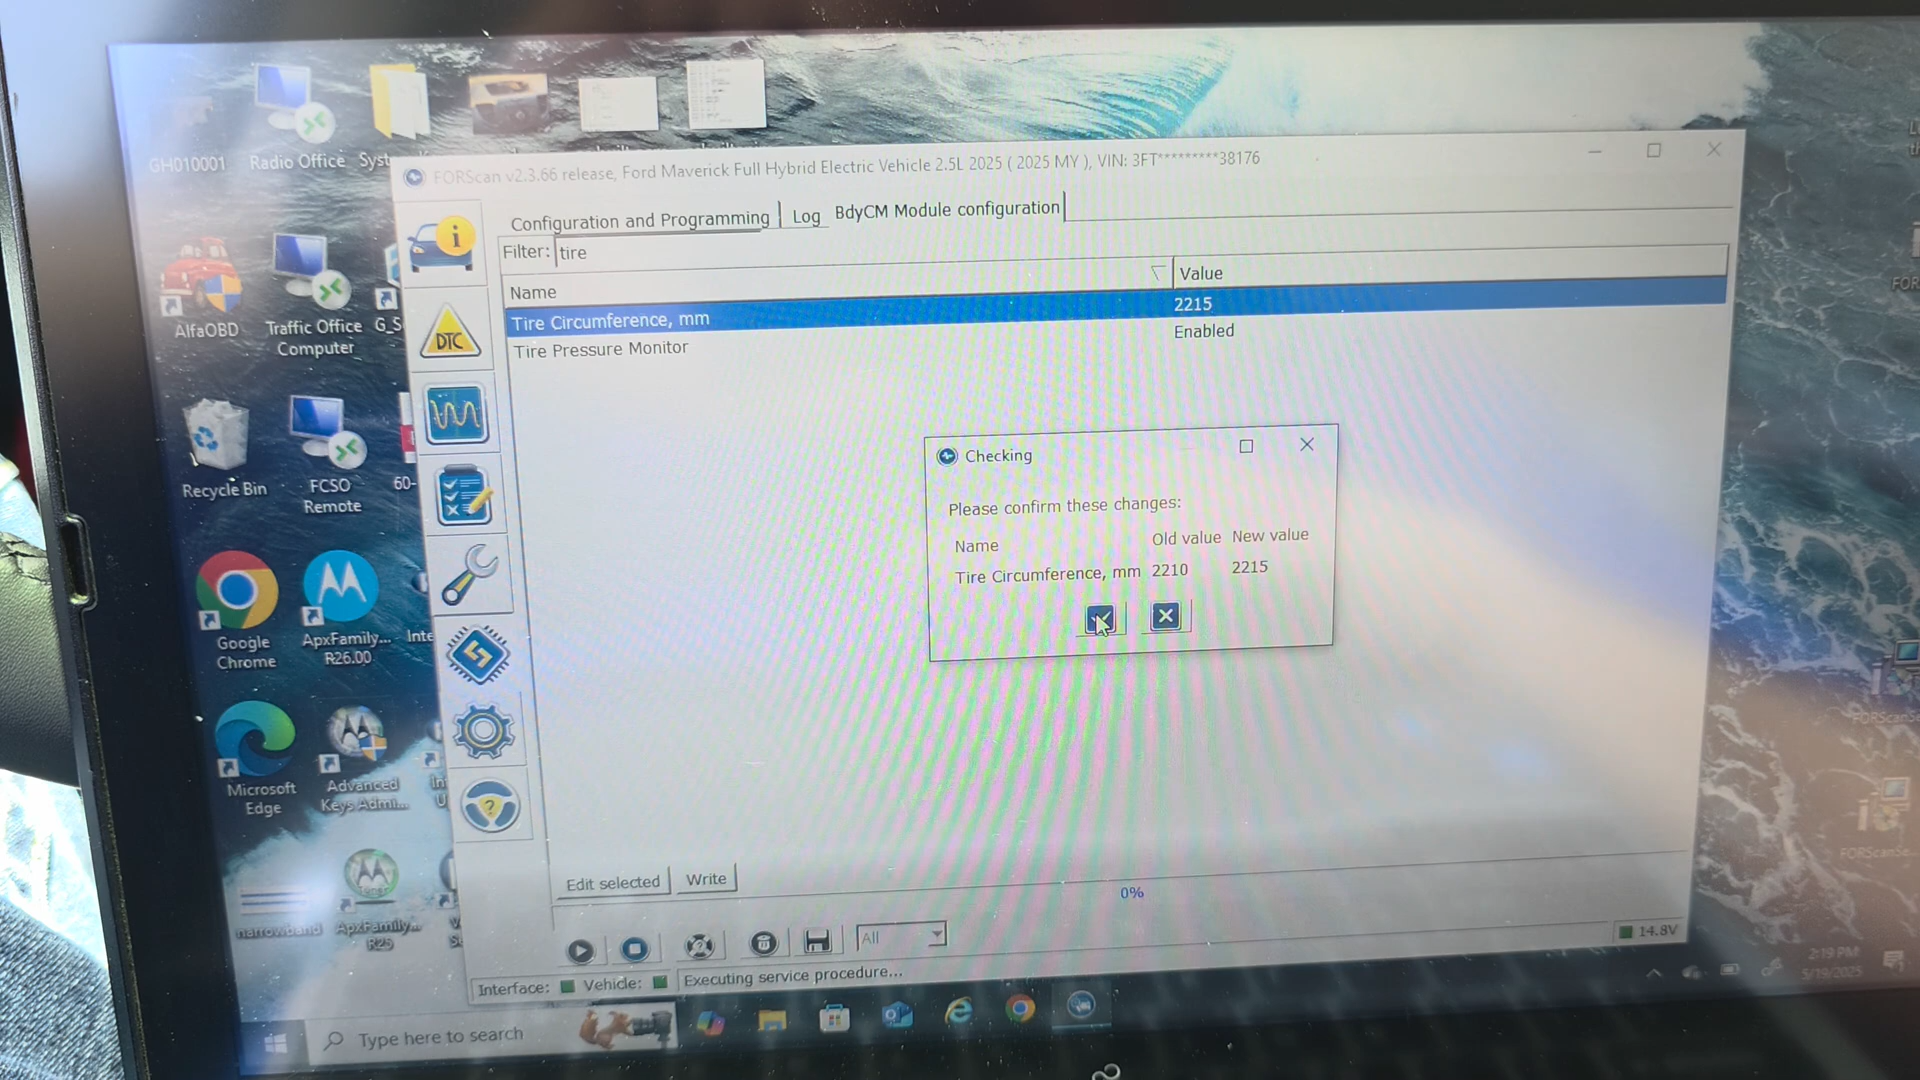 GH010001
Radio Office
Syst
FORScan v2.3.66 release, Ford Maverick Full Hybrid Electric Vehicle 2.5L 2025 ( 2025 MY ), VIN: 3FT*********38176
Configuration and Programming
Log
BdyCM Module configuration
Filter: tire
Name
Value
Tire Circumference, mm
2215
Tire Pressure Monitor
Enabled
AlfaOBD
Traffic Office
Computer
G_S
DTC
Checking
Please confirm these changes:
Name
Old value
New value
Tire Circumference, mm
2210
2215
Recycle Bin
FCSO
Remote
60-
Google
Chrome
ApxFamily...
R26.00
Inte
Microsoft
Edge
Advanced
Keys Admi...
narrowband
ApxFamily...
R25
Edit selected
Write
0%
All
14.8V
Interface:
Vehicle:
Executing service procedure...
2:19 PM
5/19/2025
Type here to search